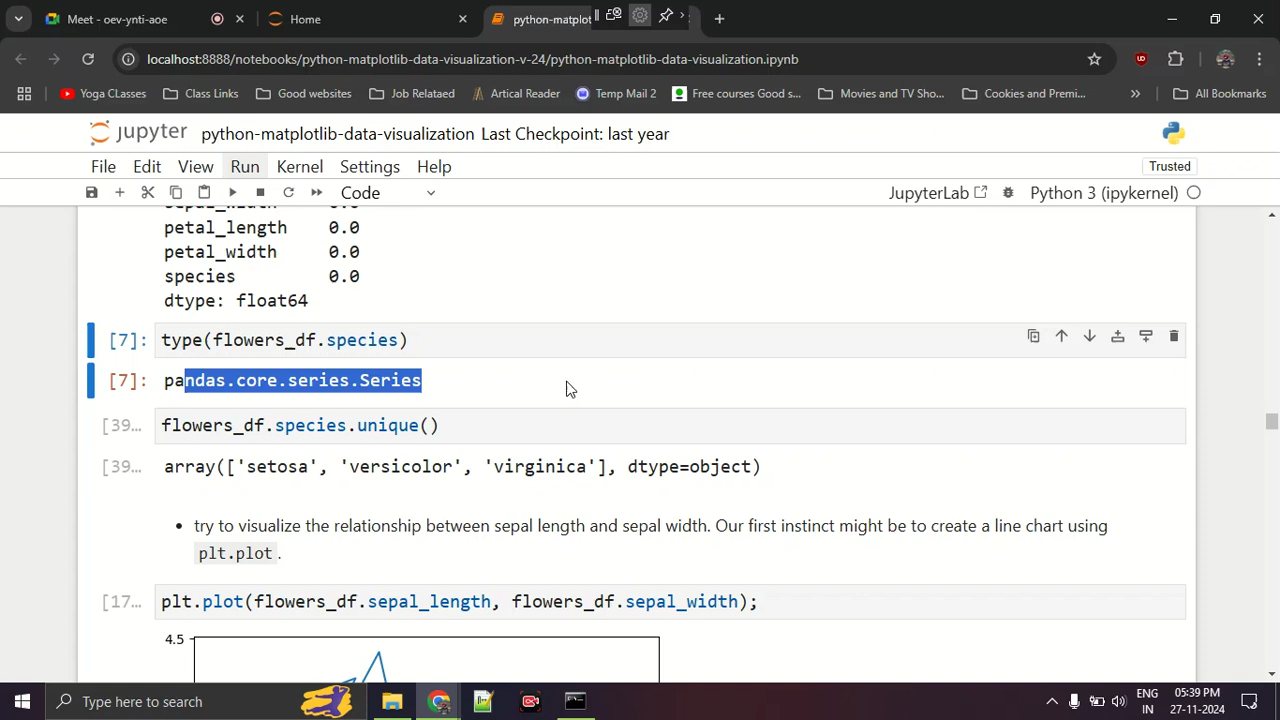 Meet - oev-ynti-aoe
Home
python-matplot
localhost:8888/notebooks/python-matplotlib-data-visualization-v-24/python-matplotlib-data-visualization.ipynb
Yoga CLasses
Class Links
Good websites
Job Relataed
Artical Reader
Temp Mail 2
Free courses Good s...
Movies and TV Sho...
Cookies and Premi...
All Bookmarks
jupyter python-matplotlib-data-visualization Last Checkpoint: last year
File Edit View Run Kernel Settings Help
Trusted
Code
JupyterLab
Python 3 (ipykernel)
sepal_width 0.0
petal_length 0.0
petal_width 0.0
species 0.0
dtype: float64
[7]: type(flowers_df.species)
[7]: pandas.core.series.Series
[39... flowers_df.species.unique()
[39... array(['setosa', 'versicolor', 'virginica'], dtype=object)
• try to visualize the relationship between sepal length and sepal width. Our first instinct might be to create a line chart using
plt.plot.
[17... plt.plot(flowers_df.sepal_length, flowers_df.sepal_width);
4.5
Type here to search
ENG
IN
05:39 PM
27-11-2024